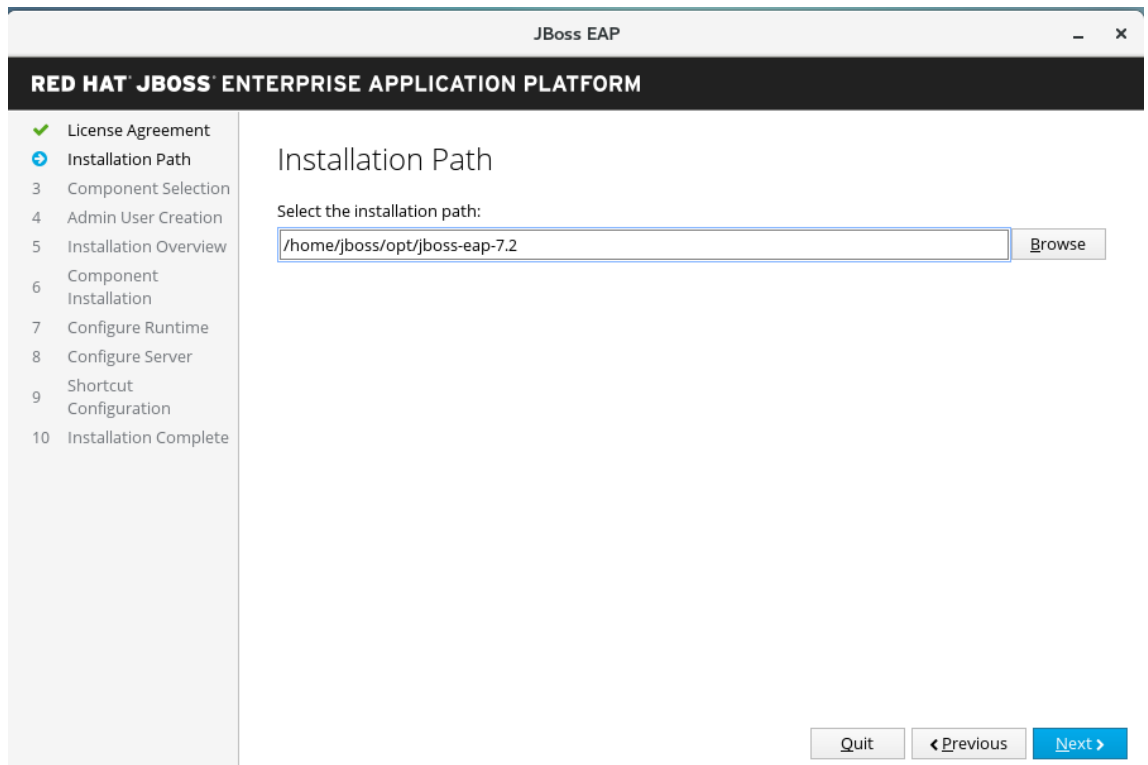 JBoss EAP
RED HAT® JBOSS® ENTERPRISE APPLICATION PLATFORM
License Agreement
Installation Path
3 Component Selection
4 Admin User Creation
5 Installation Overview
6 Component
Installation
7 Configure Runtime
8 Configure Server
9 Shortcut
Configuration
10 Installation Complete
Installation Path
Select the installation path:
/home/jboss/opt/jboss-eap-7.2
Browse
Quit
Previous
Next